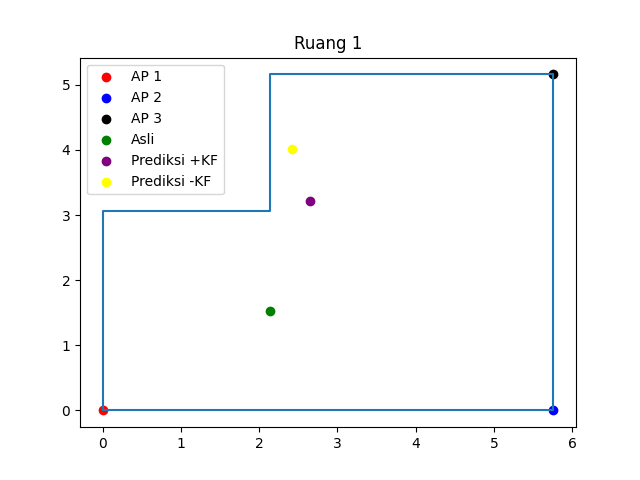 Ruang 1
AP 1
AP 2
AP 3
Asli
Prediksi +KF
Prediksi -KF
5
4
3
2
1
0
0 1 2 3 4 5 6